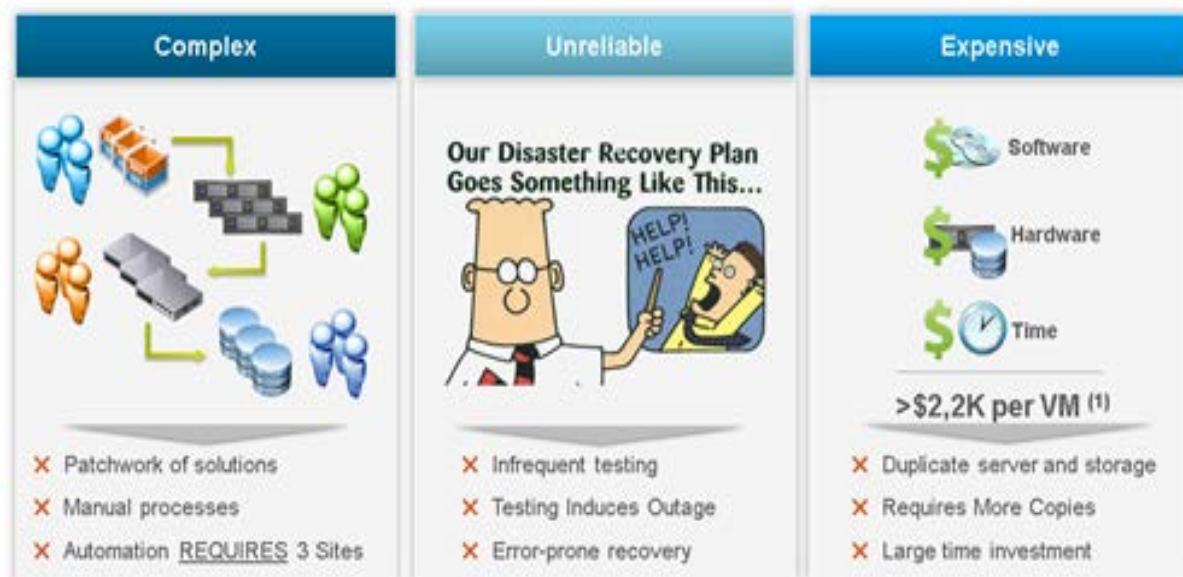 Complex
Patchwork of solutions
Manual processes
Automation REQUIRES 3 Sites
Unreliable
Our Disaster Recovery Plan
Goes Something Like This...
HELP!
HELP!
Infrequent testing
Testing Induces Outage
Error-prone recovery
Expensive
Software
Hardware
Time
>$2,2K per VM (1)
Duplicate server and storage
Requires More Copies
Large time investment